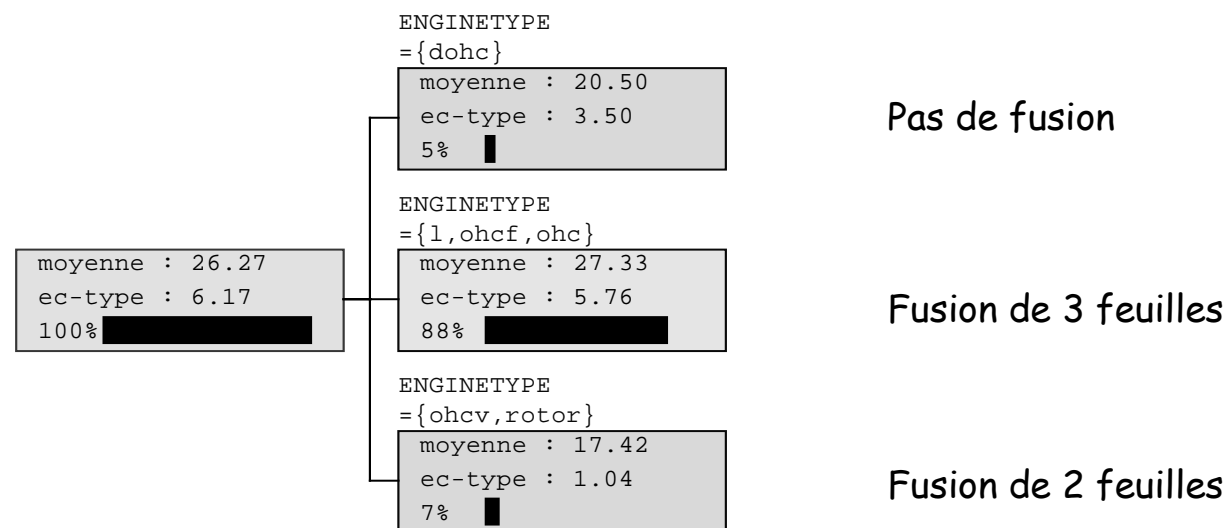 ENGINETYPE
={dohc}
moyenne : 20.50
ec-type : 3.50
5%
Pas de fusion
ENGINETYPE
={l,ohcf,ohc}
moyenne : 26.27
ec-type : 6.17
100%
moyenne : 27.33
ec-type : 5.76
88%
Fusion de 3 feuilles
ENGINETYPE
={ohcv,rotor}
moyenne : 17.42
ec-type : 1.04
7%
Fusion de 2 feuilles